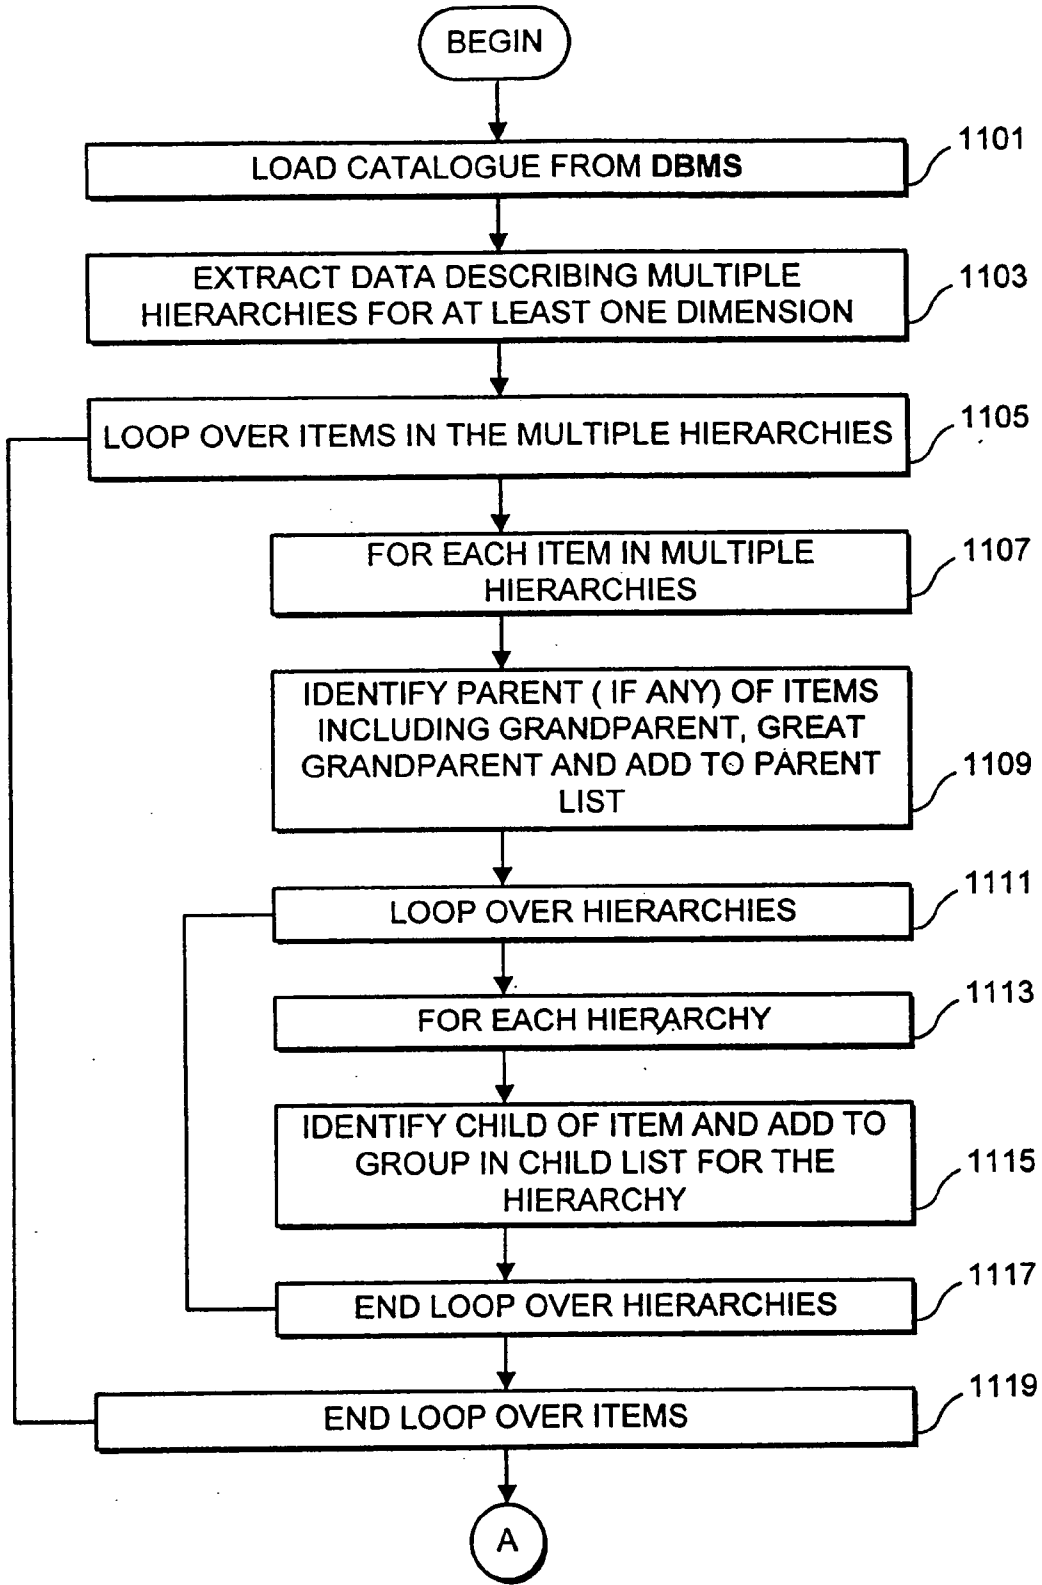 BEGIN
LOAD CATALOGUE FROM DBMS
1101
EXTRACT DATA DESCRIBING MULTIPLE
HIERARCHIES FOR AT LEAST ONE DIMENSION
1103
LOOP OVER ITEMS IN THE MULTIPLE HIERARCHIES
1105
FOR EACH ITEM IN MULTIPLE
HIERARCHIES
1107
IDENTIFY PARENT ( IF ANY) OF ITEMS
INCLUDING GRANDPARENT, GREAT
GRANDPARENT AND ADD TO PARENT
LIST
1109
LOOP OVER HIERARCHIES
1111
FOR EACH HIERARCHY
1113
IDENTIFY CHILD OF ITEM AND ADD TO
GROUP IN CHILD LIST FOR THE
HIERARCHY
1115
END LOOP OVER HIERARCHIES
1117
END LOOP OVER ITEMS
1119
A